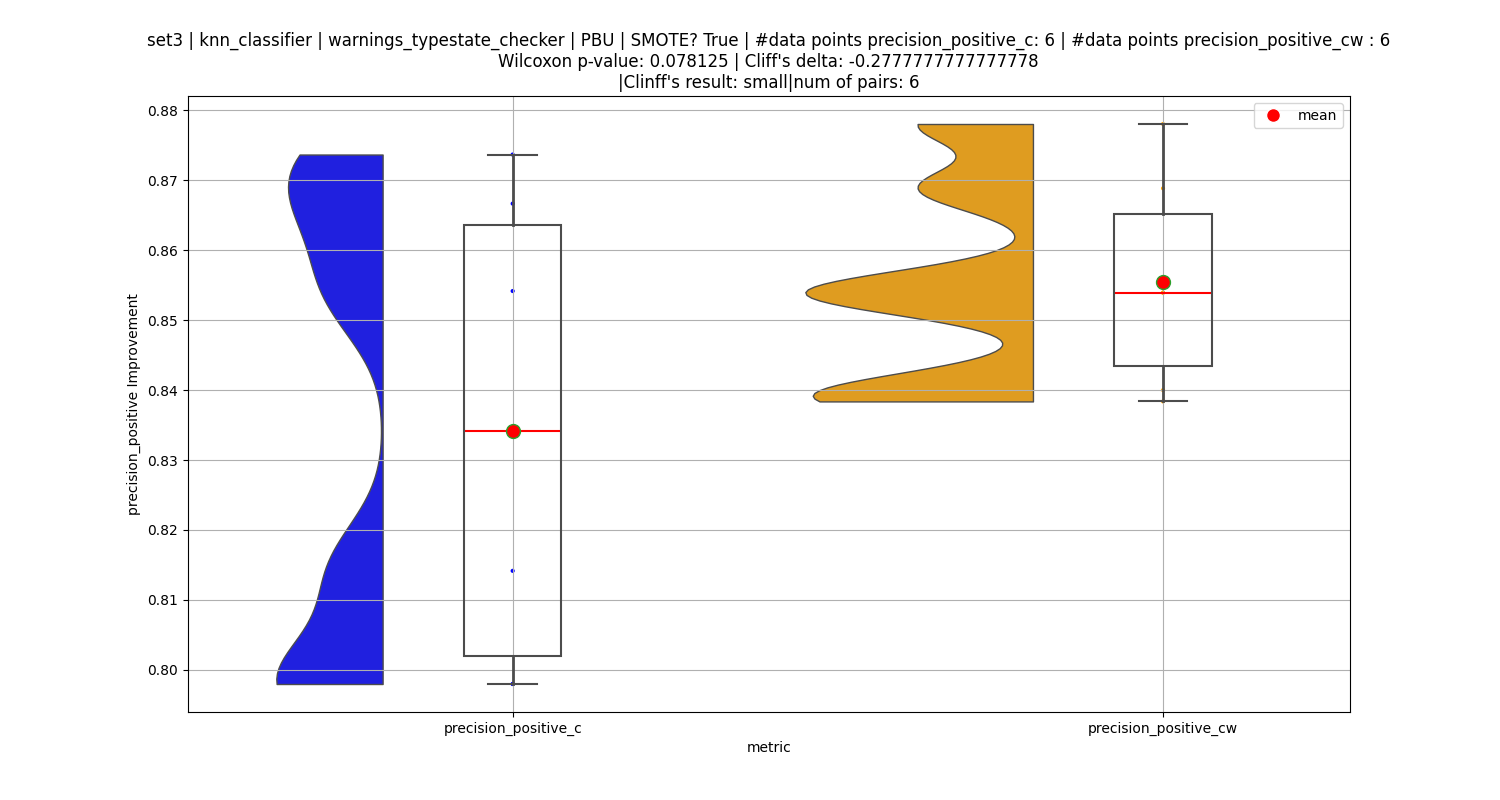 set3 | knn_classifier | warnings_typestate_checker | PBU | SMOTE? True | #data points precision_positive_c: 6 | #data points precision_positive_cw : 6
Wilcoxon p-value: 0.078125 | Cliff's delta: -0.2777777777777778
|Clinff's result: small|num of pairs: 6
mean
0.88
0.87
0.86
0.85
0.84
0.83
0.82
0.81
0.80
precision_positive Improvement
precision_positive_c
precision_positive_cw
metric